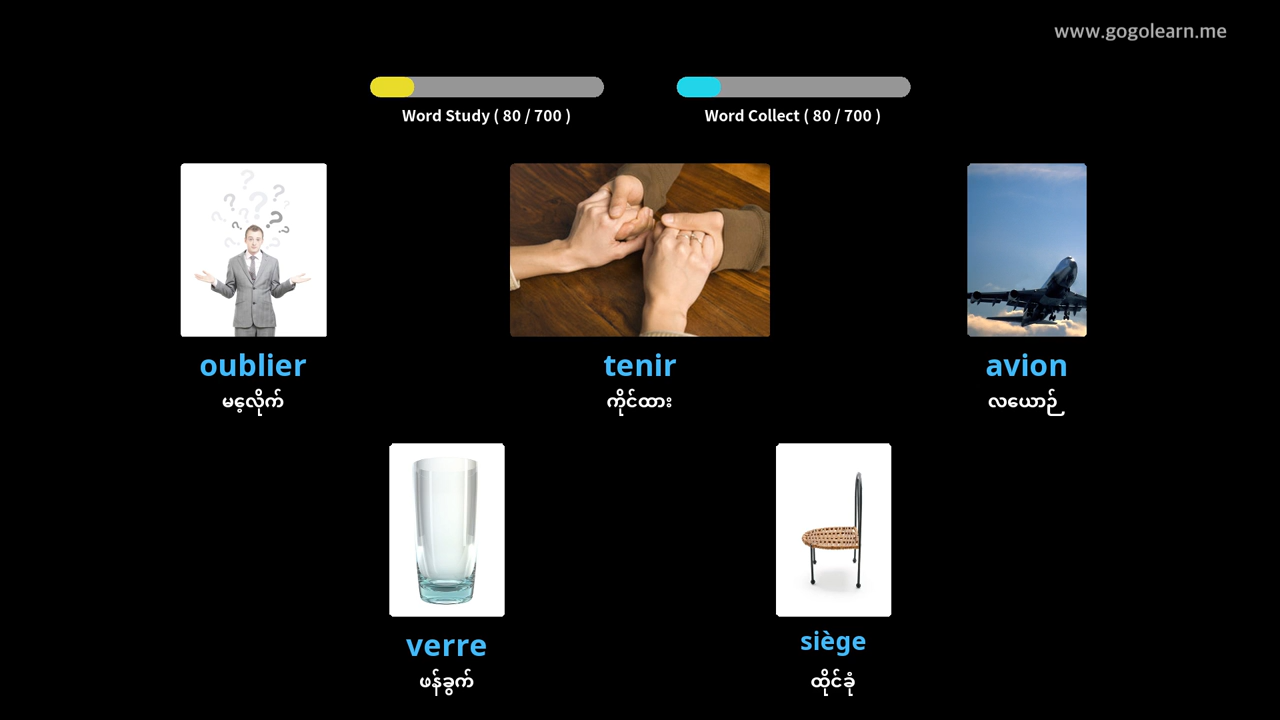 www.gogolearn.me
Word Study ( 80 / 700 )
Word Collect ( 80 / 700 )
oublier
မေ့လိုက်
tenir
ကိုင်ထား
avion
လယောဉ်
verre
ဖန်ခွက်
siège
ထိုင်ခုံ